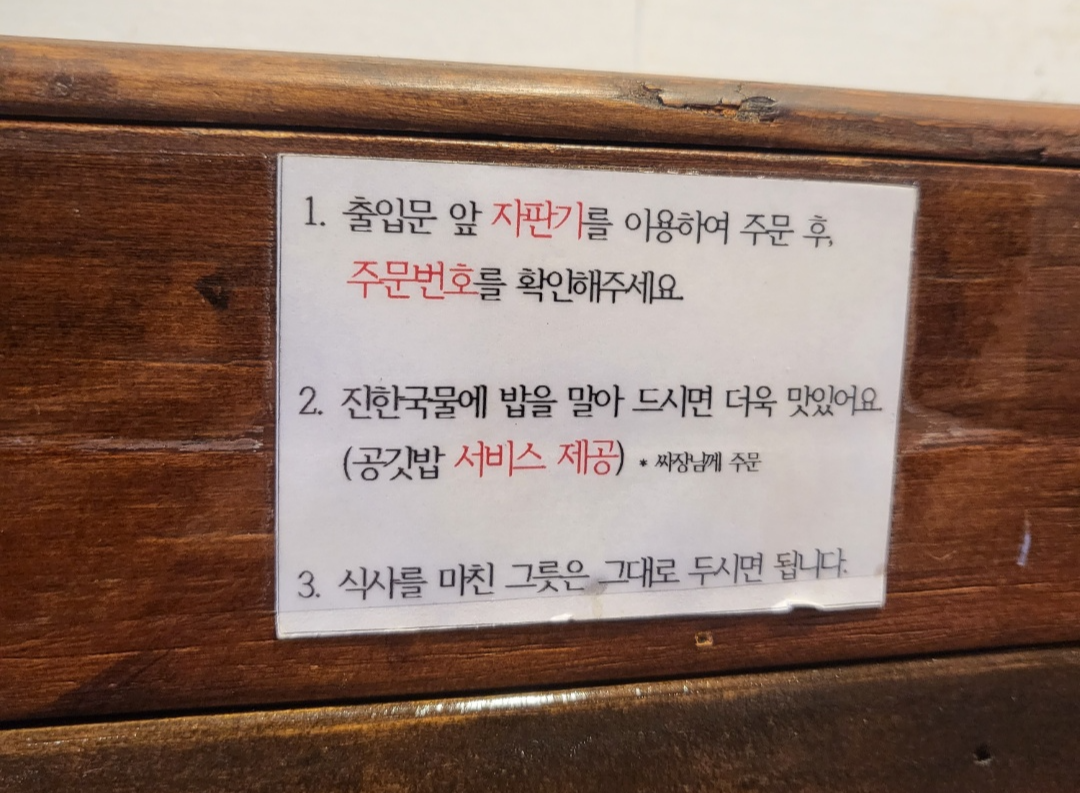 1. 출입문 앞 자판기를 이용하여 주문 후,
주문번호를 확인해주세요.
2. 진한국물에 밥을 말아 드시면 더욱 맛있어요.
(공깃밥 서비스 제공) * 싸장님께 주문
3. 식사를 마친 그릇은 그대로 두시면 됩니다.